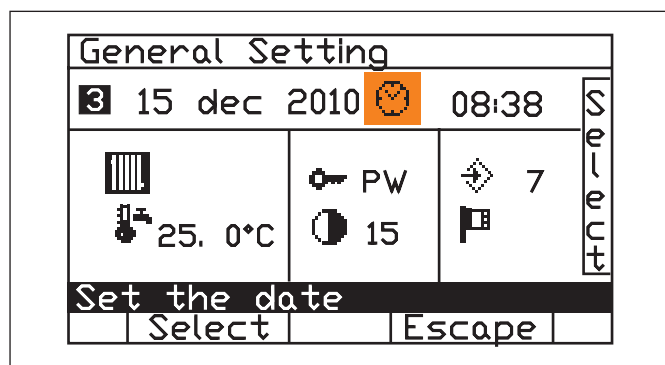 General Setting
3 15 dec 2010 08:38
Select
PW 7
25. 0°C 15
Set the date
Select Escape